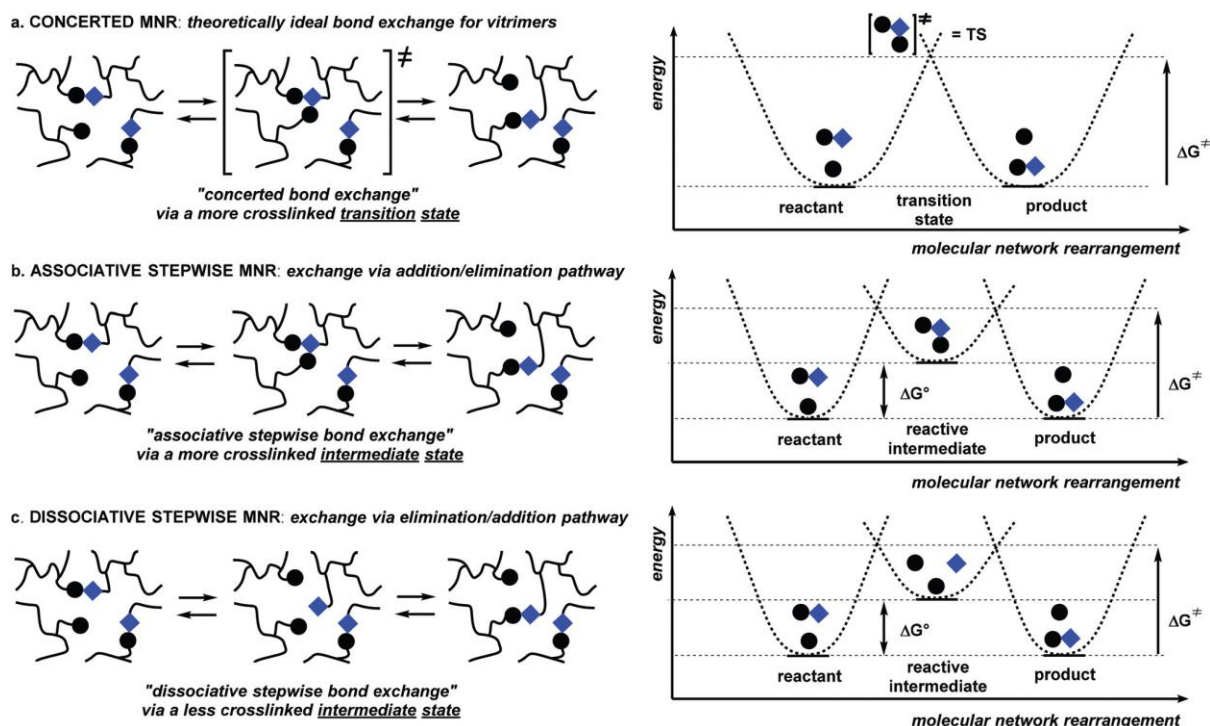 a. CONCERTED MNR: theoretically ideal bond exchange for vitrimers
≠
"concerted bond exchange"
via a more crosslinked transition state
energy
≠
= TS
ΔG≠
reactant
transition
state
product
molecular network rearrangement
b. ASSOCIATIVE STEPWISE MNR: exchange via addition/elimination pathway
"associative stepwise bond exchange"
via a more crosslinked intermediate state
energy
ΔG°
ΔG≠
reactant
reactive
intermediate
product
molecular network rearrangement
c. DISSOCIATIVE STEPWISE MNR: exchange via elimination/addition pathway
"dissociative stepwise bond exchange"
via a less crosslinked intermediate state
energy
ΔG°
ΔG≠
reactant
reactive
intermediate
product
molecular network rearrangement